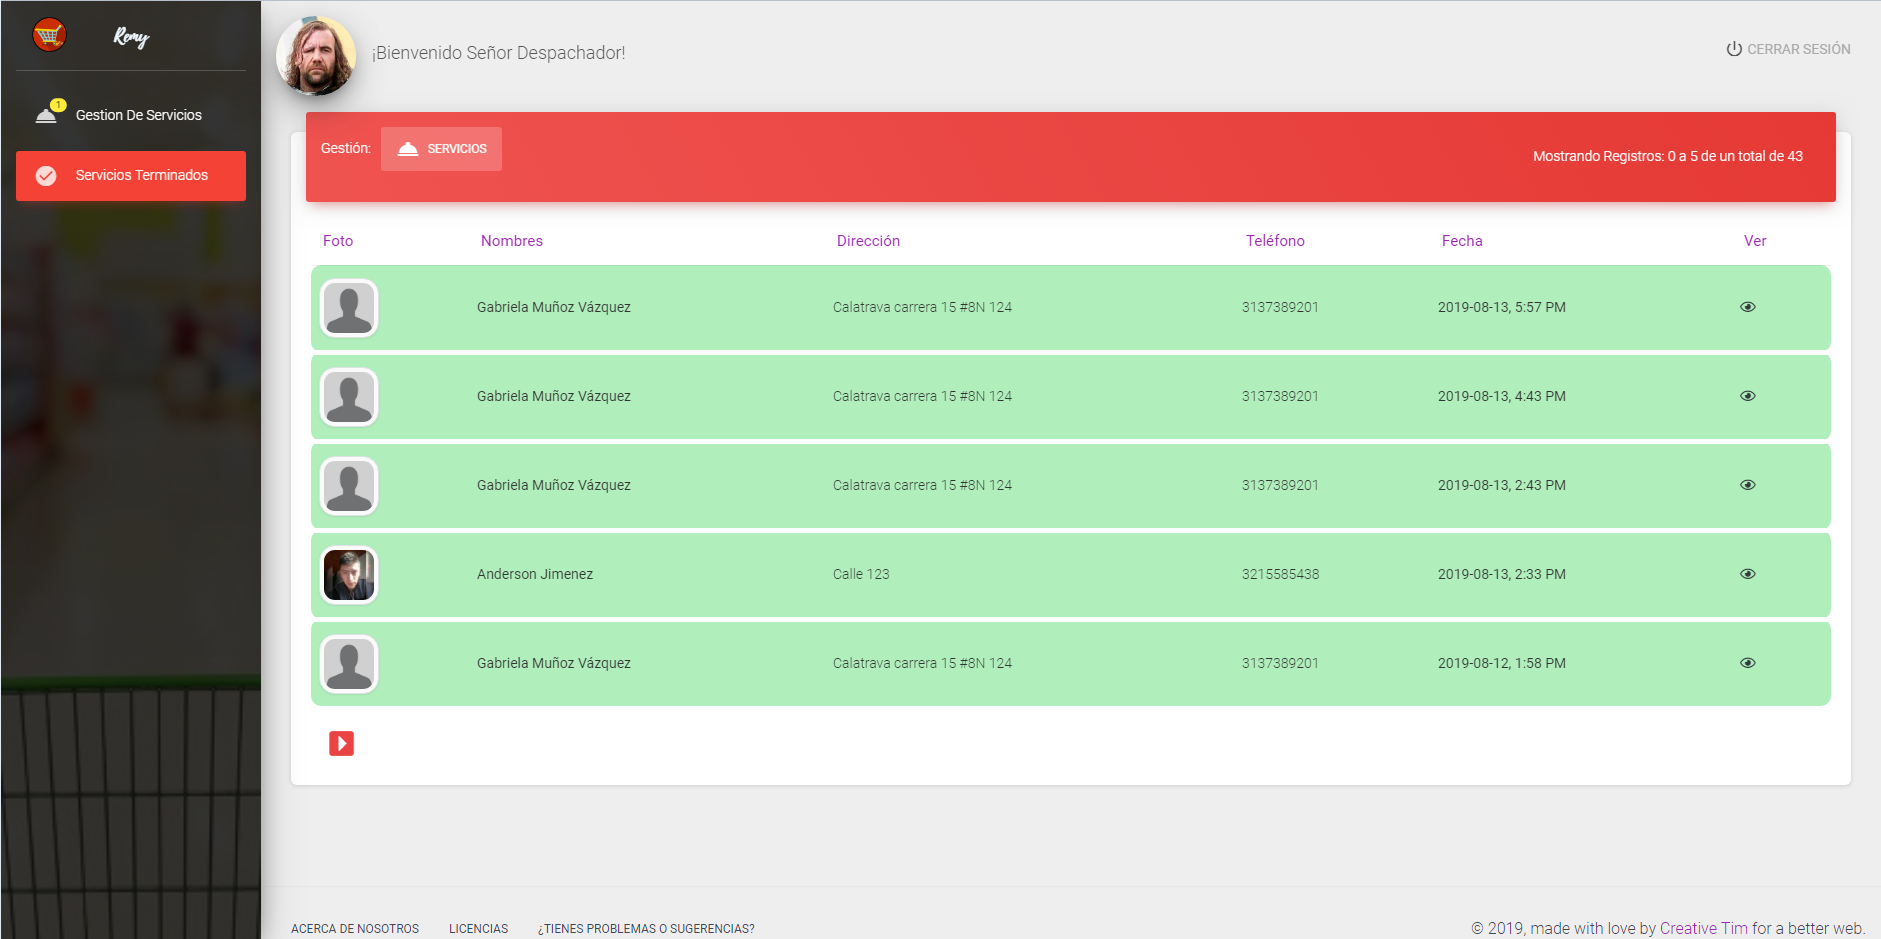 Remy
1
Gestion De Servicios
Servicios Terminados
¡Bienvenido Señor Despachador!
CERRAR SESIÓN
Gestión: SERVICIOS
Mostrando Registros: 0 a 5 de un total de 43
Foto Nombres Dirección Teléfono Fecha Ver
Gabriela Muñoz Vázquez Calatrava carrera 15 #8N 124 3137389201 2019-08-13, 5:57 PM
Gabriela Muñoz Vázquez Calatrava carrera 15 #8N 124 3137389201 2019-08-13, 4:43 PM
Gabriela Muñoz Vázquez Calatrava carrera 15 #8N 124 3137389201 2019-08-13, 2:43 PM
Anderson Jimenez Calle 123 3215585438 2019-08-13, 2:33 PM
Gabriela Muñoz Vázquez Calatrava carrera 15 #8N 124 3137389201 2019-08-12, 1:58 PM
ACERCA DE NOSOTROS LICENCIAS ¿TIENES PROBLEMAS O SUGERENCIAS?
© 2019, made with love by Creative Tim for a better web.